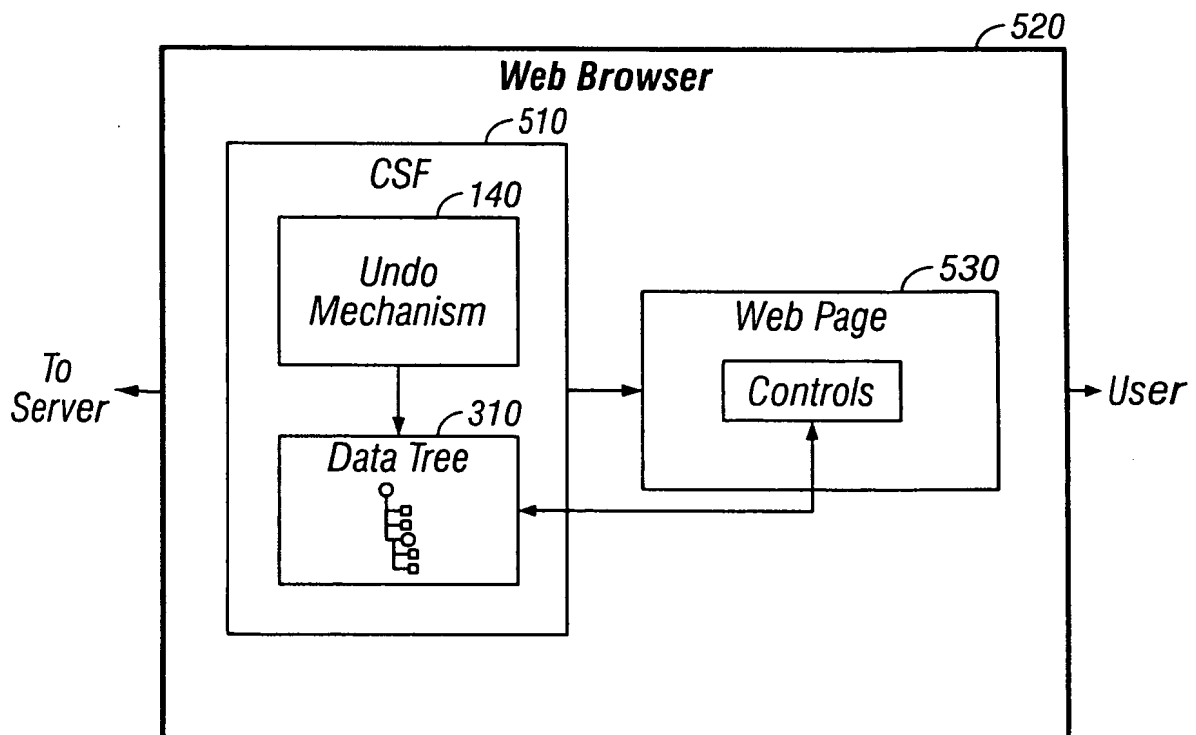 520
Web Browser
510
CSF
140
Undo
Mechanism
530
Web Page
Controls
To
Server
User
310
Data Tree